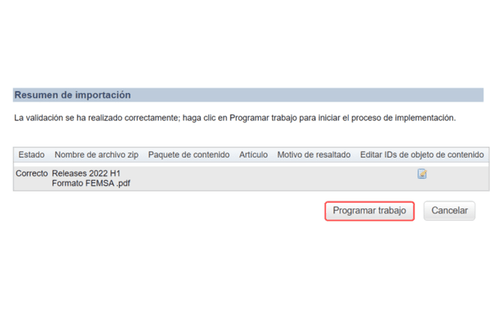 Resumen de importación
La validación se ha realizado correctamente; haga clic en Programar trabajo para iniciar el proceso de implementación.
Estado Nombre de archivo zip Paquete de contenido Artículo Motivo de resaltado Editar IDs de objeto de contenido
Correcto Releases 2022 H1
Formato FEMSA .pdf
Programar trabajo Cancelar